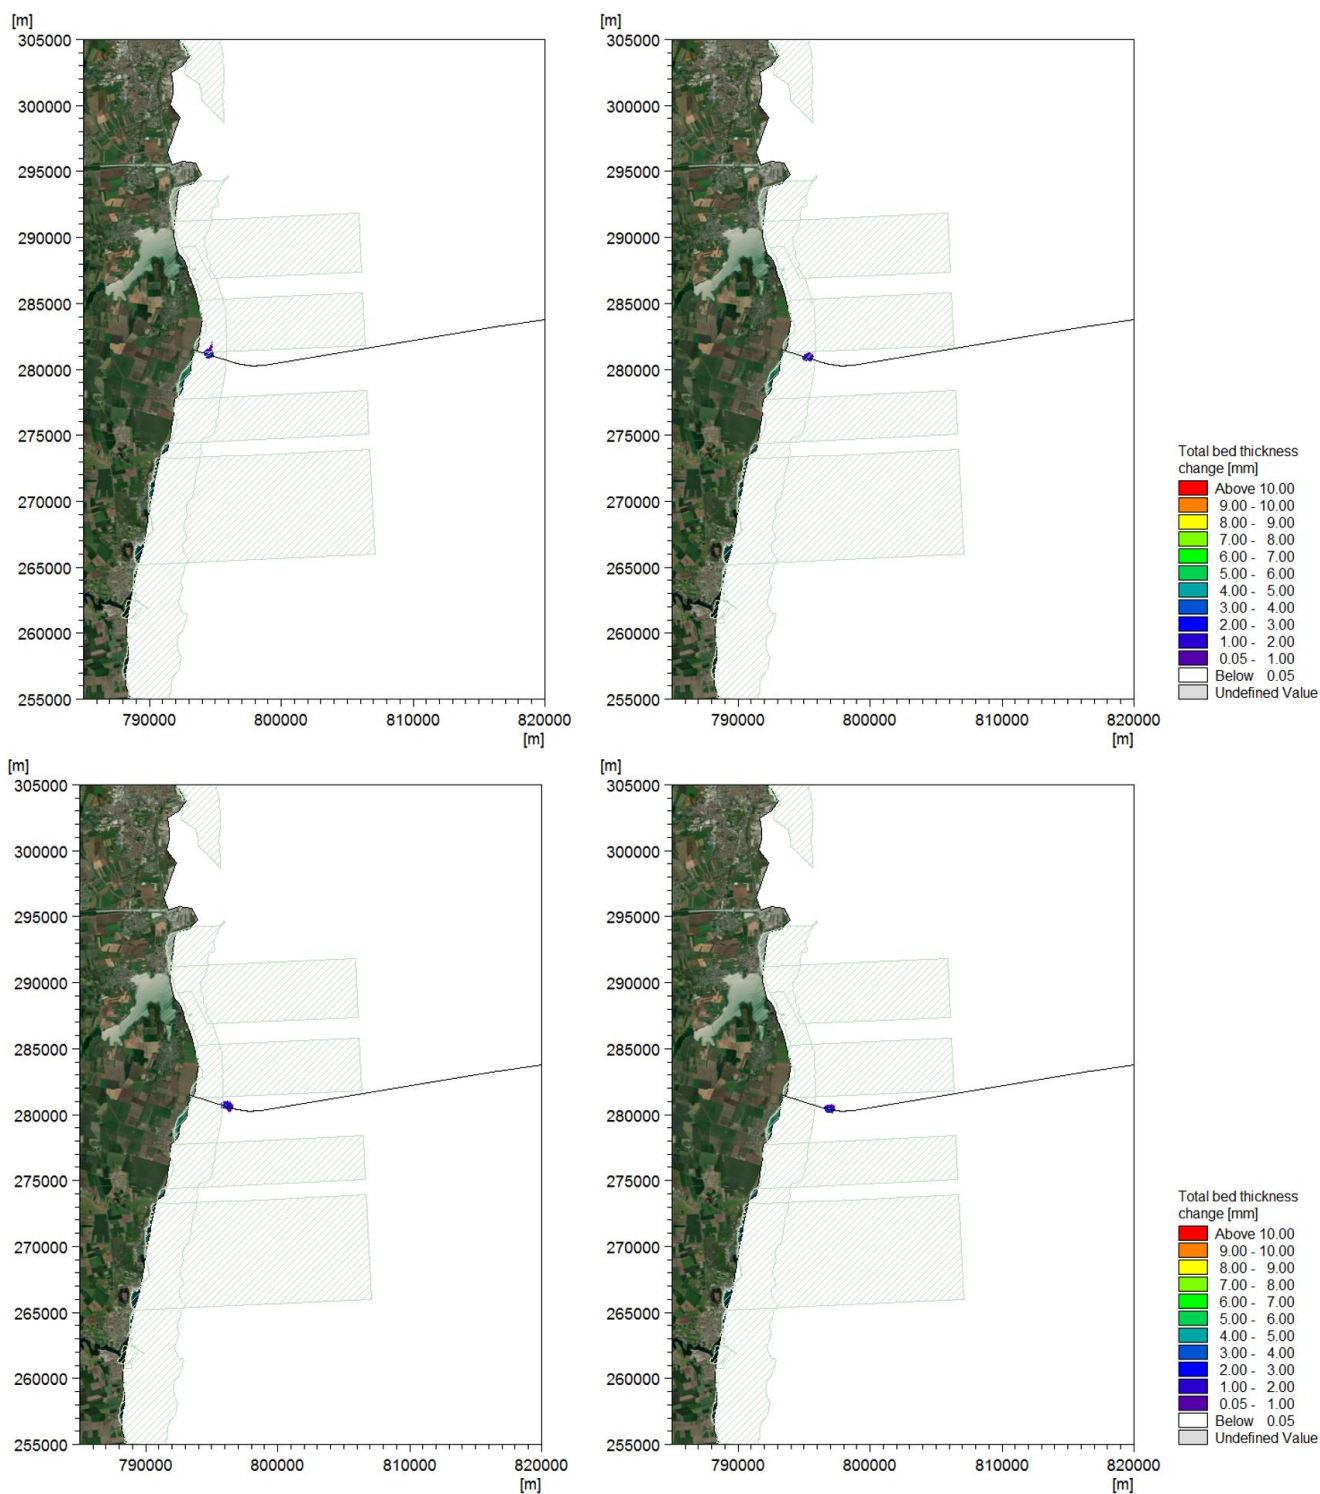 [m]
[m]
305000
305000
300000
300000
295000
295000
290000
290000
285000
285000
280000
280000
275000
275000
270000
270000
265000
265000
260000
260000
255000
255000
790000
800000
810000
820000
[m]
790000
800000
810000
820000
[m]
Total bed thickness
change [mm]
Above 10.00
9.00 - 10.00
8.00 - 9.00
7.00 - 8.00
6.00 - 7.00
5.00 - 6.00
4.00 - 5.00
3.00 - 4.00
2.00 - 3.00
1.00 - 2.00
0.05 - 1.00
Below 0.05
Undefined Value
[m]
[m]
305000
305000
300000
300000
295000
295000
290000
290000
285000
285000
280000
280000
275000
275000
270000
270000
265000
265000
260000
260000
255000
255000
790000
800000
810000
820000
[m]
790000
800000
810000
820000
[m]
Total bed thickness
change [mm]
Above 10.00
9.00 - 10.00
8.00 - 9.00
7.00 - 8.00
6.00 - 7.00
5.00 - 6.00
4.00 - 5.00
3.00 - 4.00
2.00 - 3.00
1.00 - 2.00
0.05 - 1.00
Below 0.05
Undefined Value